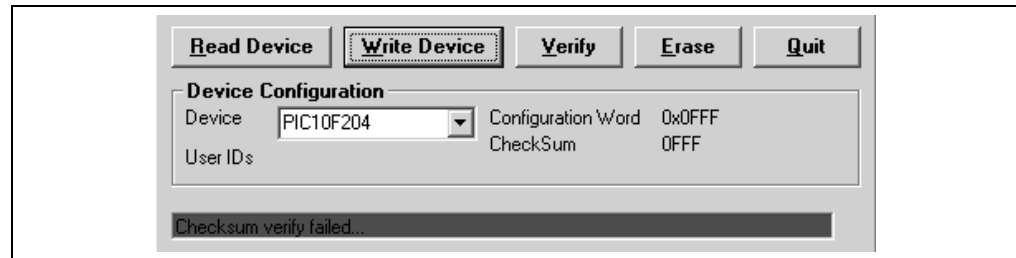 Read Device Write Device Verify Erase Quit
Device Configuration
Device PIC10F204 Configuration Word 0x0FFF
CheckSum 0FFF
User IDs
Checksum verify failed...